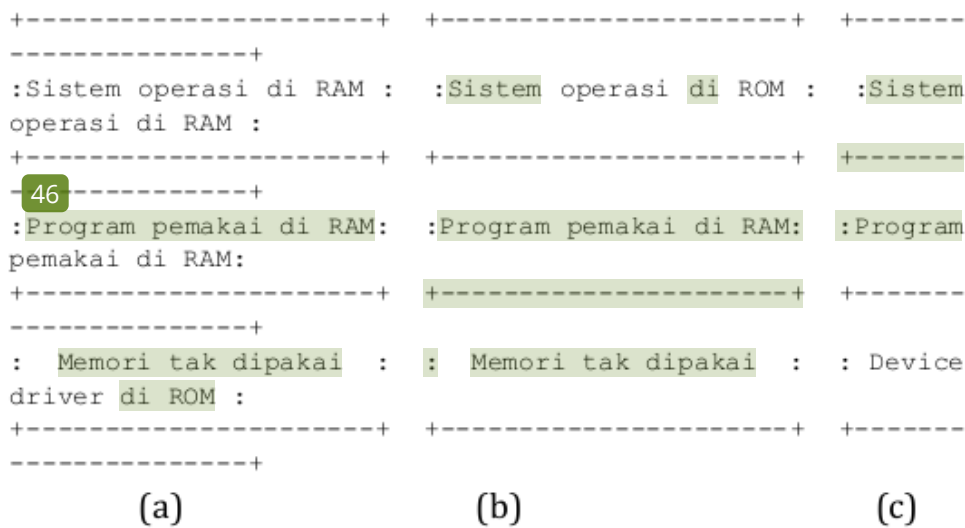 +-----------------------+ +-----------------------+ +-------
---------------+
:Sistem operasi di RAM : :Sistem operasi di ROM : :Sistem
operasi di RAM :
+-----------------------+ +-----------------------+ +-------
46
---------------+
:Program pemakai di RAM: :Program pemakai di RAM: :Program
pemakai di RAM:
+-----------------------+ +-----------------------+ +-------
---------------+
: Memori tak dipakai : : Memori tak dipakai : : Device
driver di ROM :
+-----------------------+ +-----------------------+ +-------
---------------+
(a) (b) (c)